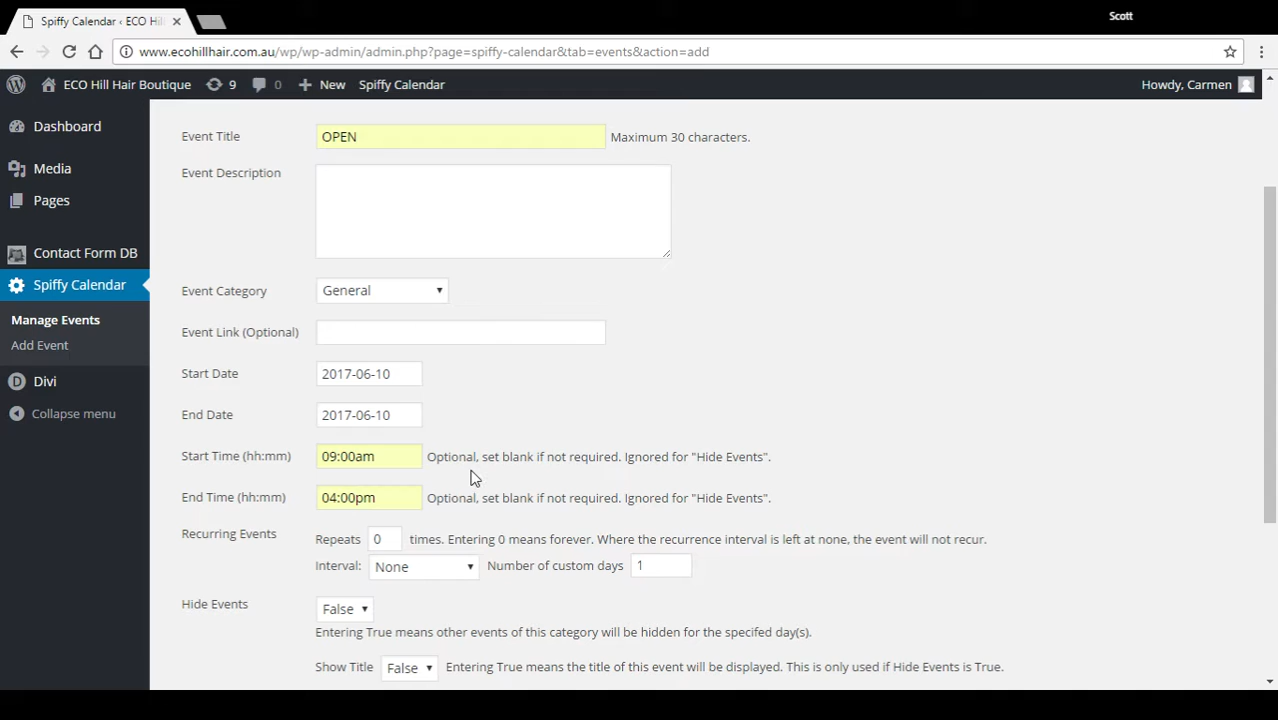 Scott
Spiffy Calendar ‹ ECO Hil
www.ecohillhair.com.au/wp/wp-admin/admin.php?page=spiffy-calendar&tab=events&action=add
ECO Hill Hair Boutique 9 0 New Spiffy Calendar Howdy, Carmen
Dashboard
Media
Pages
Contact Form DB
Spiffy Calendar
Manage Events
Add Event
Divi
Collapse menu
Event Title OPEN Maximum 30 characters.
Event Description
Event Category General
Event Link (Optional)
Start Date 2017-06-10
End Date 2017-06-10
Start Time (hh:mm) 09:00am Optional, set blank if not required. Ignored for "Hide Events".
End Time (hh:mm) 04:00pm Optional, set blank if not required. Ignored for "Hide Events".
Recurring Events Repeats 0 times. Entering 0 means forever. Where the recurrence interval is left at none, the event will not recur.
Interval: None Number of custom days 1
Hide Events False
Entering True means other events of this category will be hidden for the specifed day(s).
Show Title False Entering True means the title of this event will be displayed. This is only used if Hide Events is True.